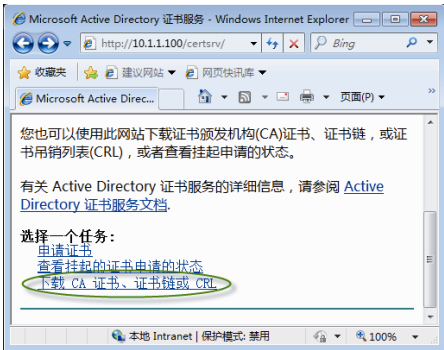 Microsoft Active Directory 证书服务 - Windows Internet Explorer
http://10.1.1.100/certsrv/
Bing
收藏夹 建议网站 网页快讯库
Microsoft Active Direc... 页面(P)
您也可以使用此网站下载证书颁发机构(CA)证书、证书链，或证
书吊销列表(CRL)，或者查看挂起申请的状态。
有关 Active Directory 证书服务的详细信息，请参阅 Active
Directory 证书服务文档.
选择一个任务:
申请证书
查看挂起的证书申请的状态
下载 CA 证书、证书链或 CRL
本地 Intranet | 保护模式: 禁用 100%